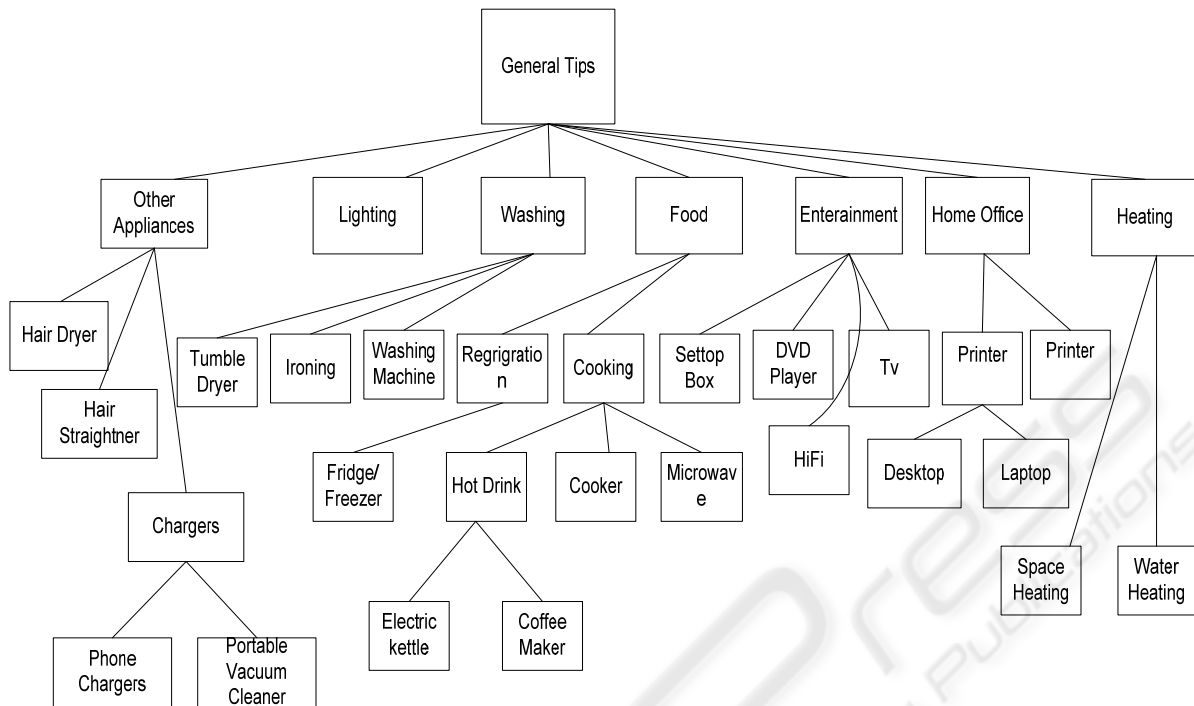 General Tips
Other
Appliances
Lighting
Washing
Food
Enterainment
Home Office
Heating
Hair Dryer
Tumble
Dryer
Ironing
Washing
Machine
Regrigratio
n
Cooking
Settop
Box
DVD
Player
Tv
Printer
Printer
Hair
Straightner
Fridge/
Freezer
Hot Drink
Cooker
Microwav
e
HiFi
Desktop
Laptop
Chargers
Space
Heating
Water
Heating
Electric
kettle
Coffee
Maker
Phone
Chargers
Portable
Vacuum
Cleaner
Press
Publications